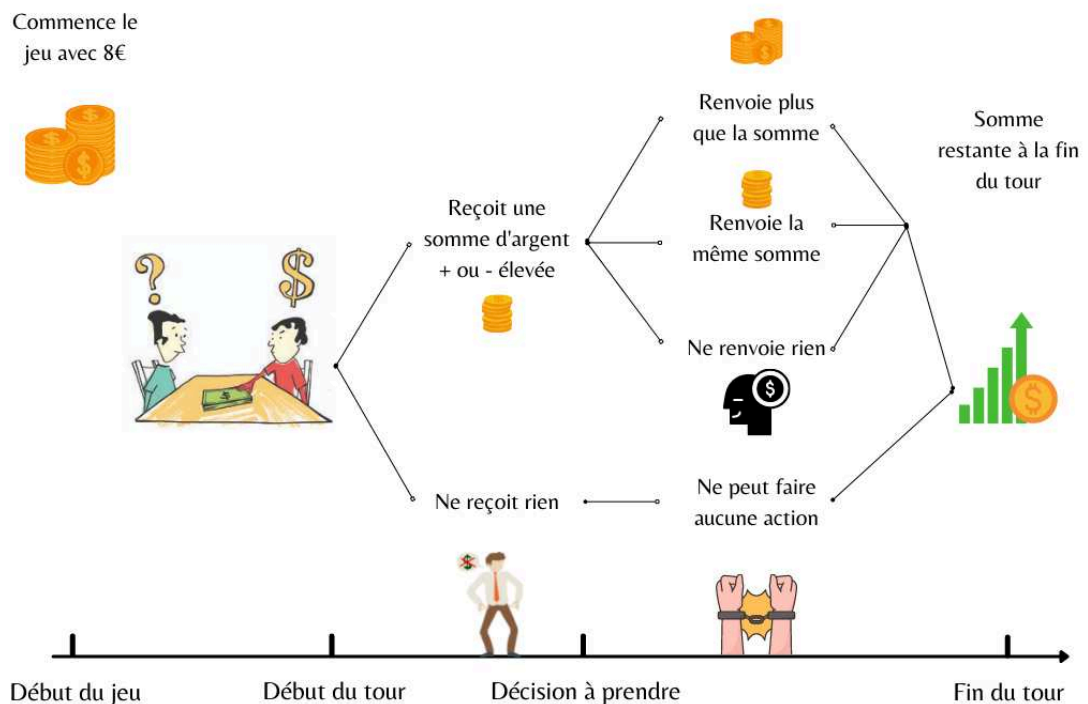 Commence le
jeu avec 8€
Renvoie plus
que la somme
Somme
restante à la fin
du tour
Reçoit une
somme d'argent
+ ou - élevée
Renvoie la
même somme
Ne renvoie rien
Ne reçoit rien
Ne peut faire
aucune action
Début du jeu
Début du tour
Décision à prendre
Fin du tour